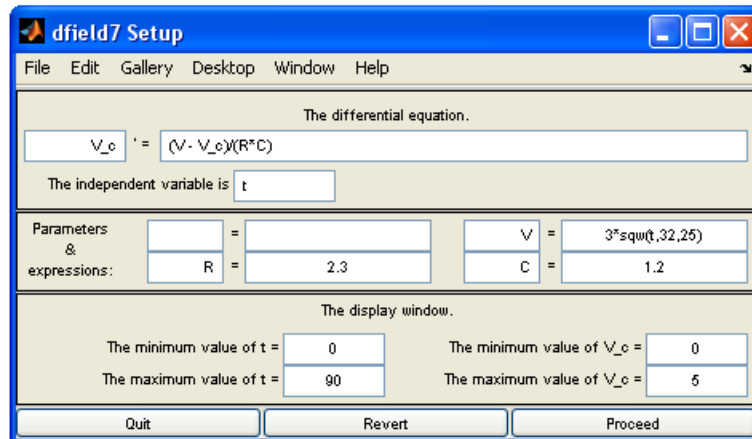 dfield7 Setup
File Edit Gallery Desktop Window Help
The differential equation.
V_c ' = (V - V_c)/(R*C)
The independent variable is t
Parameters & expressions:
= V = 3*sqw(t,32,25)
R = 2.3 C = 1.2
The display window.
The minimum value of t = 0 The minimum value of V_c = 0
The maximum value of t = 90 The maximum value of V_c = 5
Quit Revert Proceed